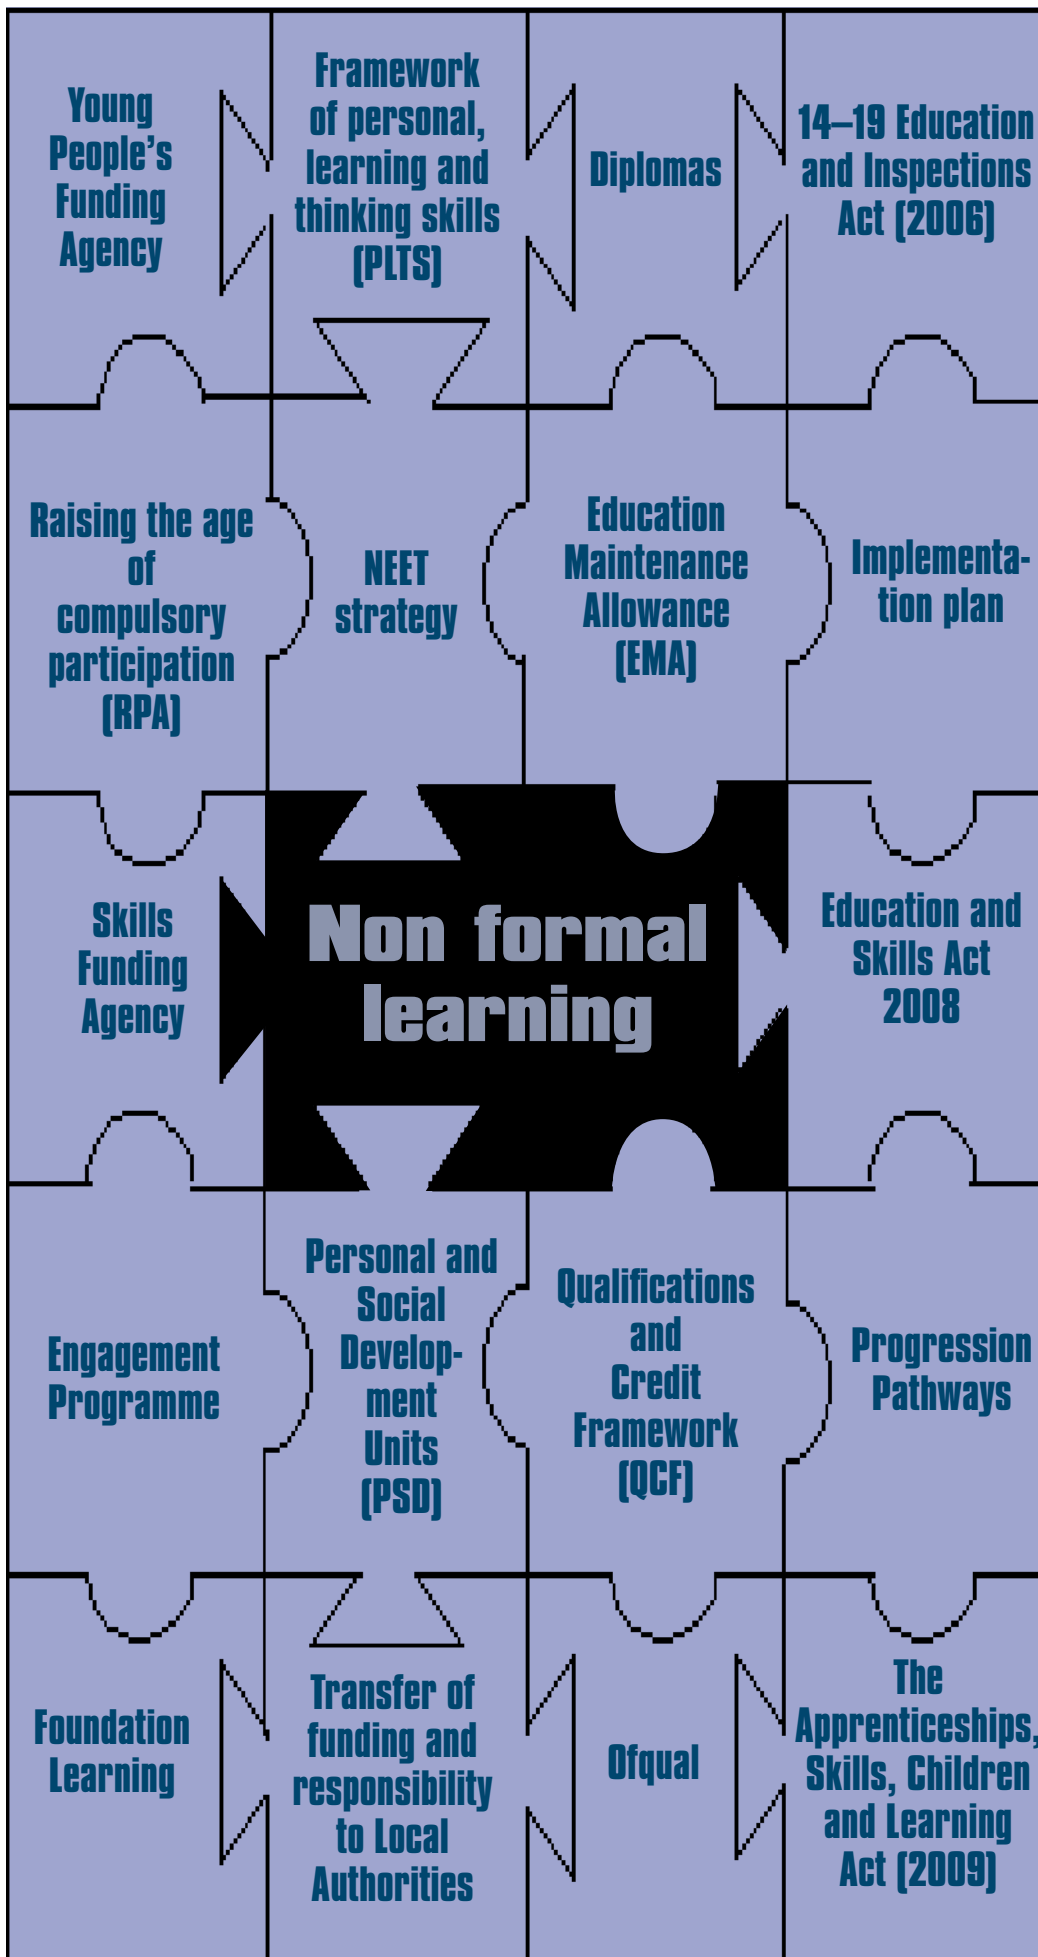 Young
People's
Funding
Agency
Framework
of personal,
learning and
thinking skills
(PLTS)
Diplomas
14–19 Education
and Inspections
Act (2006)
Raising the age
of
compulsory
participation
(RPA)
NEET
strategy
Education
Maintenance
Allowance
(EMA)
Implementa-
tion plan
Skills
Funding
Agency
Non formal
learning
Education and
Skills Act
2008
Engagement
Programme
Personal and
Social
Develop-
ment
Units
(PSD)
Qualifications
and
Credit
Framework
(QCF)
Progression
Pathways
Foundation
Learning
Transfer of
funding and
responsibility
to Local
Authorities
Ofqual
The
Apprenticeships,
Skills, Children
and Learning
Act (2009)